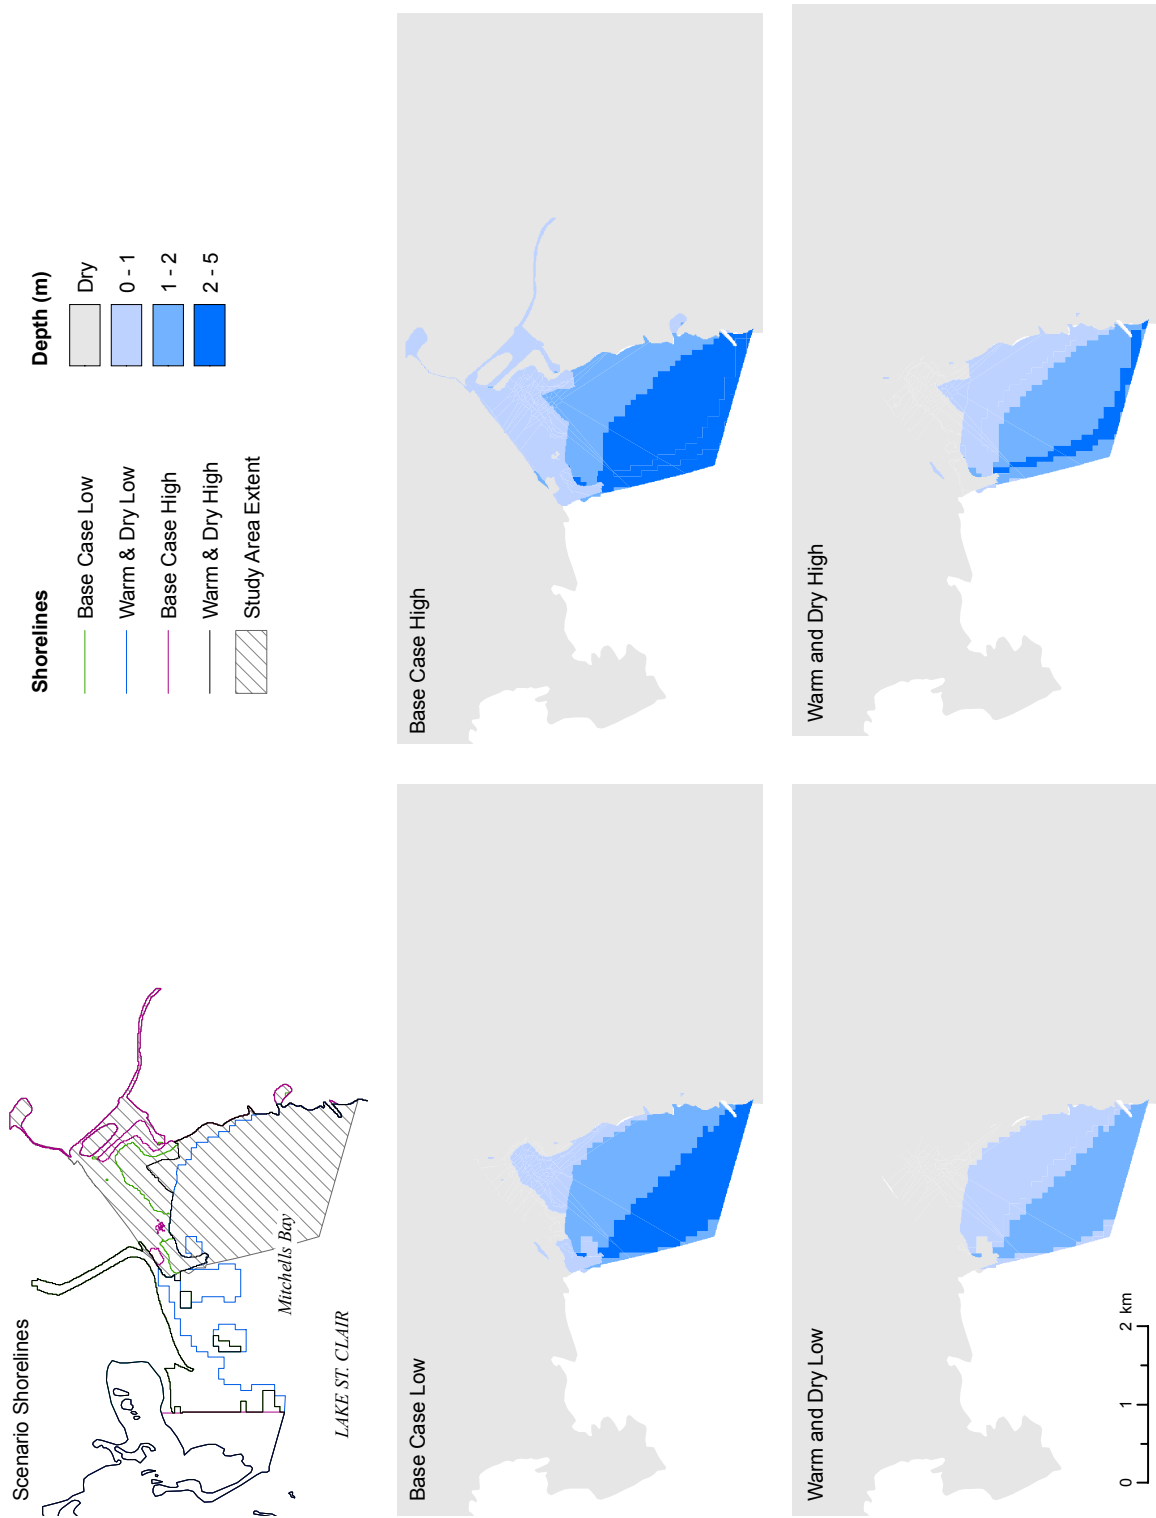 Scenario Shorelines
Mitchells Bay
LAKE ST. CLAIR
Shorelines
Base Case Low
Warm & Dry Low
Base Case High
Warm & Dry High
Study Area Extent
Depth (m)
Dry
0 - 1
1 - 2
2 - 5
Base Case Low
Base Case High
Warm and Dry Low
Warm and Dry High
0 1 2 km